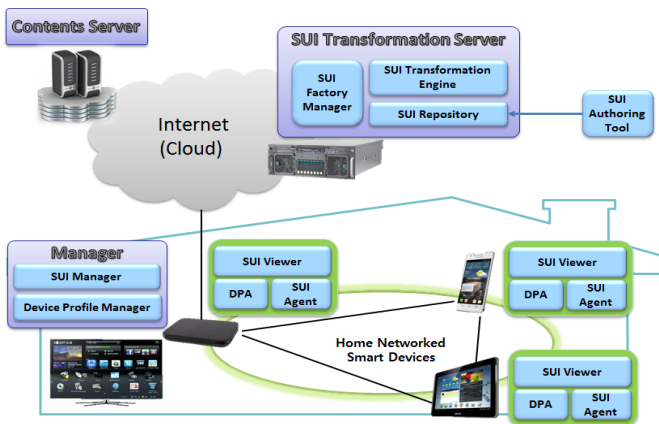 Contents Server
SUI Transformation Server
SUI
Factory
Manager
SUI Transformation
Engine
SUI Repository
SUI
Authoring
Tool
Internet
(Cloud)
Manager
SUI Manager
Device Profile Manager
SUI Viewer
DPA
SUI
Agent
SUI Viewer
DPA
SUI
Agent
Home Networked
Smart Devices
SUI Viewer
DPA
SUI
Agent